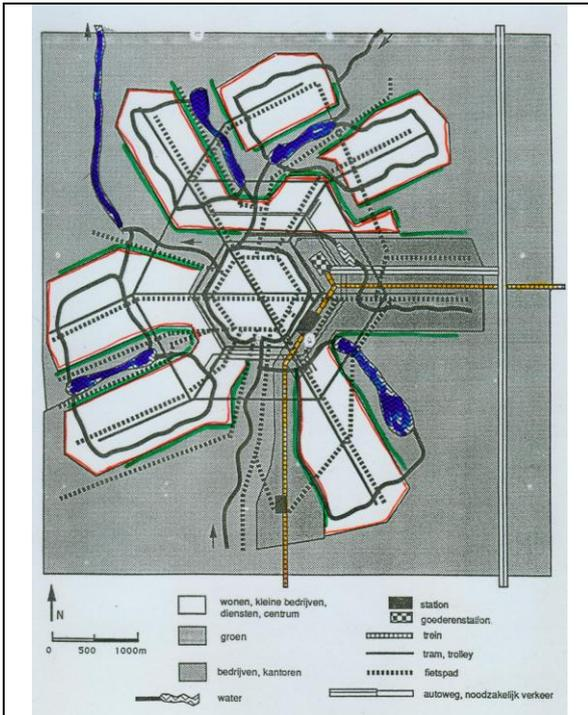 N
0 500 1000m
wonen, kleine bedrijven,
diensten, centrum
groen
bedrijven, kantoren
water
station
goederenstation.
trein
tram, trolley
fietspad
autoweg, noodzakelijk verkeer